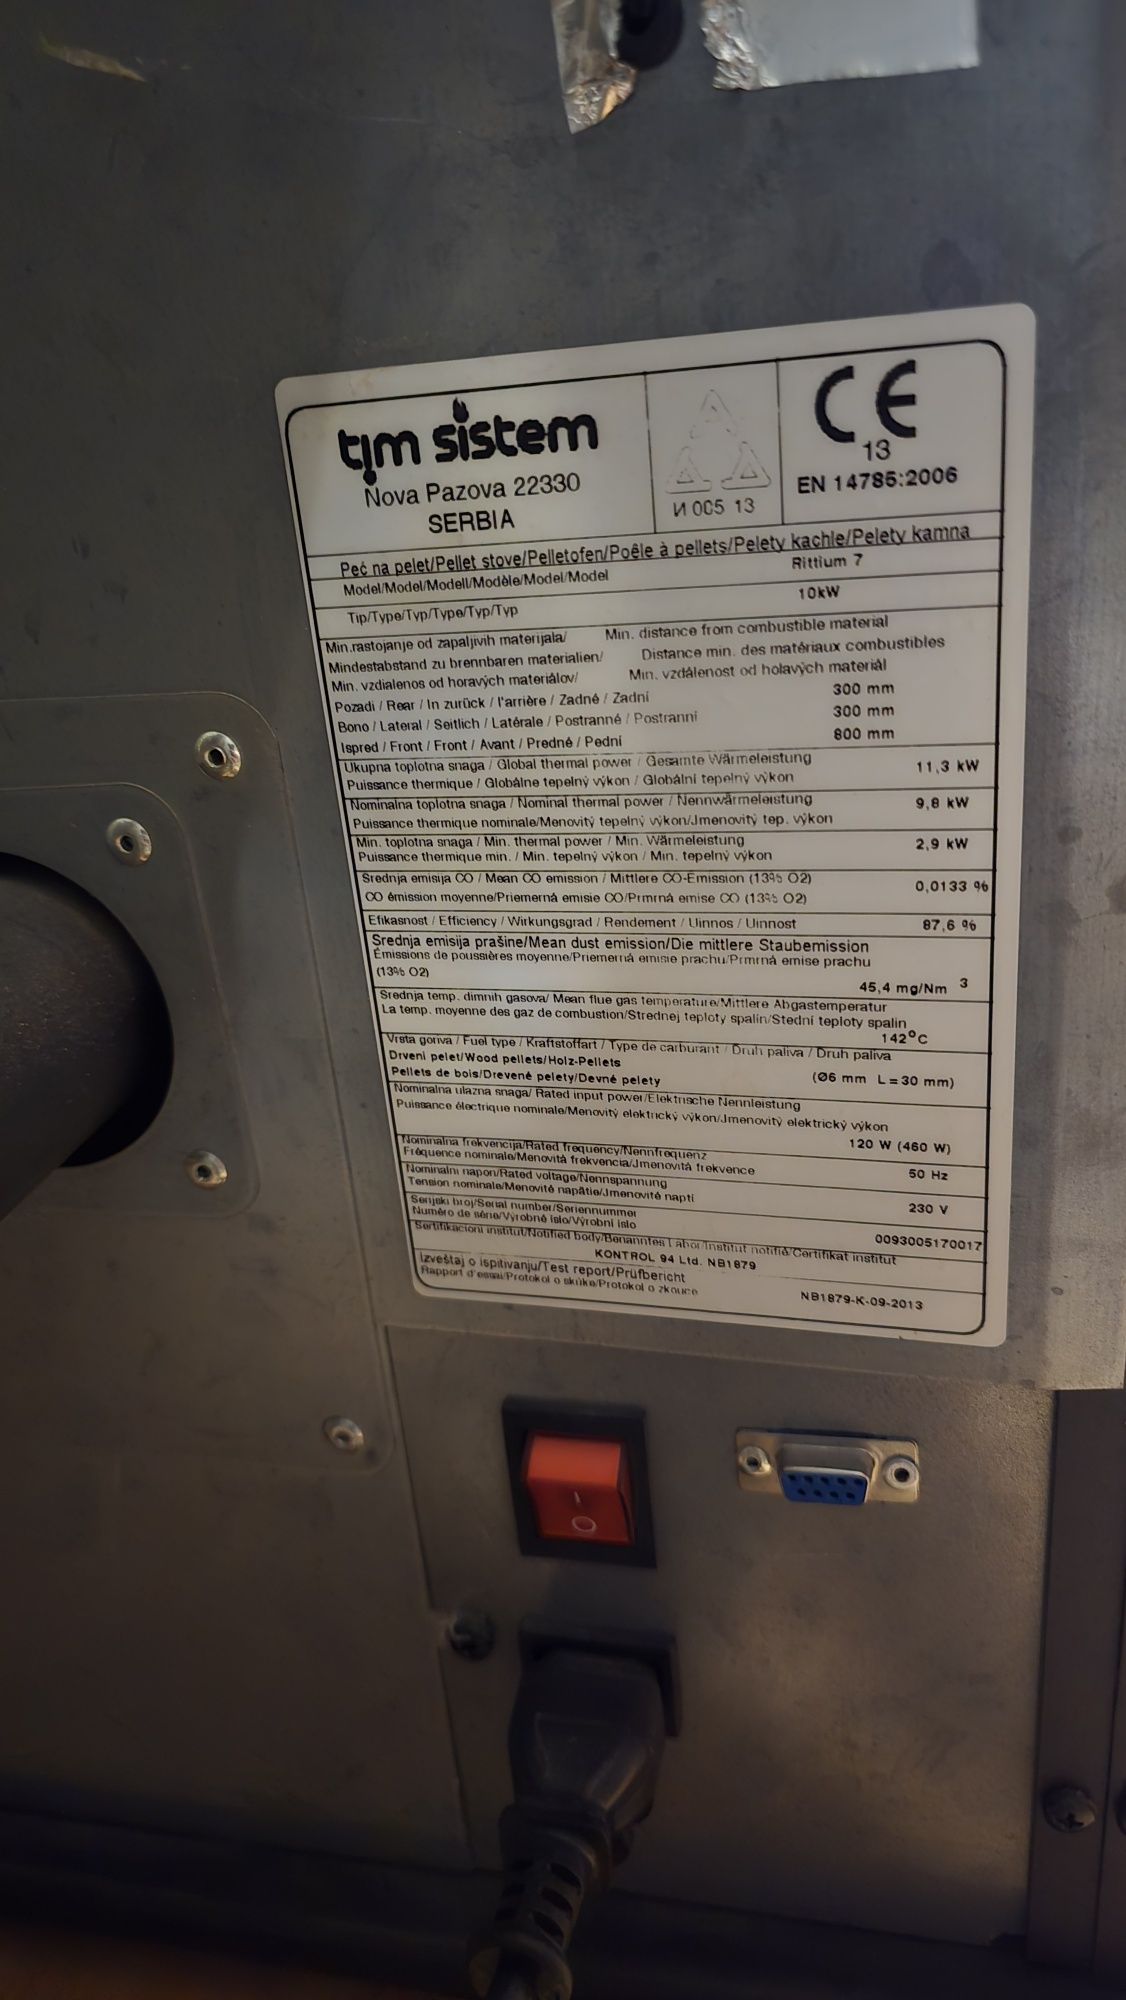 tim sistem
Nova Pazova 22330
SERBIA
И 005 13
CE
13
EN 14785:2006
Peć na pelet/Pellet stove/Pelletofen/Poêle à pellets/Pelety kachle/Pelety kamna
Model/Model/Modell/Modèle/Model/Model Rittium 7
Tip/Type/Typ/Type/Typ/Typ 10kW
Min.rastojanje od zapaljivih materijala/ Min. distance from combustible material
Mindestabstand zu brennbaren materialien/ Distance min. des matériaux combustibles
Min. vzdialenos od horavých materiálov/ Min. vzdálenost od holavých materiál
Pozadi / Rear / In zurück / l'arrière / Zadné / Zadní 300 mm
Bono / Lateral / Seitlich / Latérale / Postranné / Postranní 300 mm
Ispred / Front / Front / Avant / Predné / Pední 800 mm
Ukupna toplotna snaga / Global thermal power / Gesamte Wärmeleistung
Puissance thermique / Globálne tepelný výkon / Globální tepelný výkon 11,3 kW
Nominalna toplotna snaga / Nominal thermal power / Nennwärmeleistung
Puissance thermique nominale/Menovitý tepelný výkon/Jmenovitý tep. výkon 9,8 kW
Min. toplotna snaga / Min. thermal power / Min. Wärmeleistung
Puissance thermique min. / Min. tepelný výkon / Min. tepelný výkon 2,9 kW
Srednja emisija CO / Mean CO emission / Mittlere CO-Emission (13% O2)
CO émission moyenne/Priemerná emisie CO/Prmrná emise CO (13% O2) 0,0133 %
Efikasnost / Efficiency / Wirkungsgrad / Rendement / Uinnos / Uinnost 87,6 %
Srednja emisija prašine/Mean dust emission/Die mittlere Staubemission
Émissions de poussières moyenne/Priemerná emisie prachu/Prmrná emise prachu
(13% O2) 45,4 mg/Nm 3
Srednja temp. dimnih gasova/ Mean flue gas temperature/Mittlere Abgastemperatur
La temp. moyenne des gaz de combustion/Strednej teploty spalín/Stední teploty spalin
142°C
Vrsta goriva / Fuel type / Kraftstoffart / Type de carburant / Druh paliva / Druh paliva
Drveni pelet/Wood pellets/Holz-Pellets
Pellets de bois/Drevené pelety/Devné pelety (Ø6 mm L=30 mm)
Nominalna ulazna snaga/ Rated input power/Elektrische Nennleistung
Puissance électrique nominale/Menovitý elektrický výkon/Jmenovitý elektrický výkon
120 W (460 W)
Nominalna frekvencija/Rated frequency/Nennfrequenz
Fréquence nominale/Menovitá frekvencia/Jmenovitá frekvence 50 Hz
Nominalni napon/Rated voltage/Nennspannung
Tension nominale/Menovité napätie/Jmenovité napti 230 V
Serijski broj/Serial number/Seriennummer
Numéro de série/Výrobné íslo/Výrobní íslo 0093005170017
Sertifikacioni institut/Notified body/Benanntes Labor/Institut notifié/Certifikat institut
KONTROL 94 Ltd. NB1879
Izveštaj o ispitivanju/Test report/Prüfbericht
Rapport d'essai/Protokol o skúke/Protokol o zkouce NB1879-K-09-2013